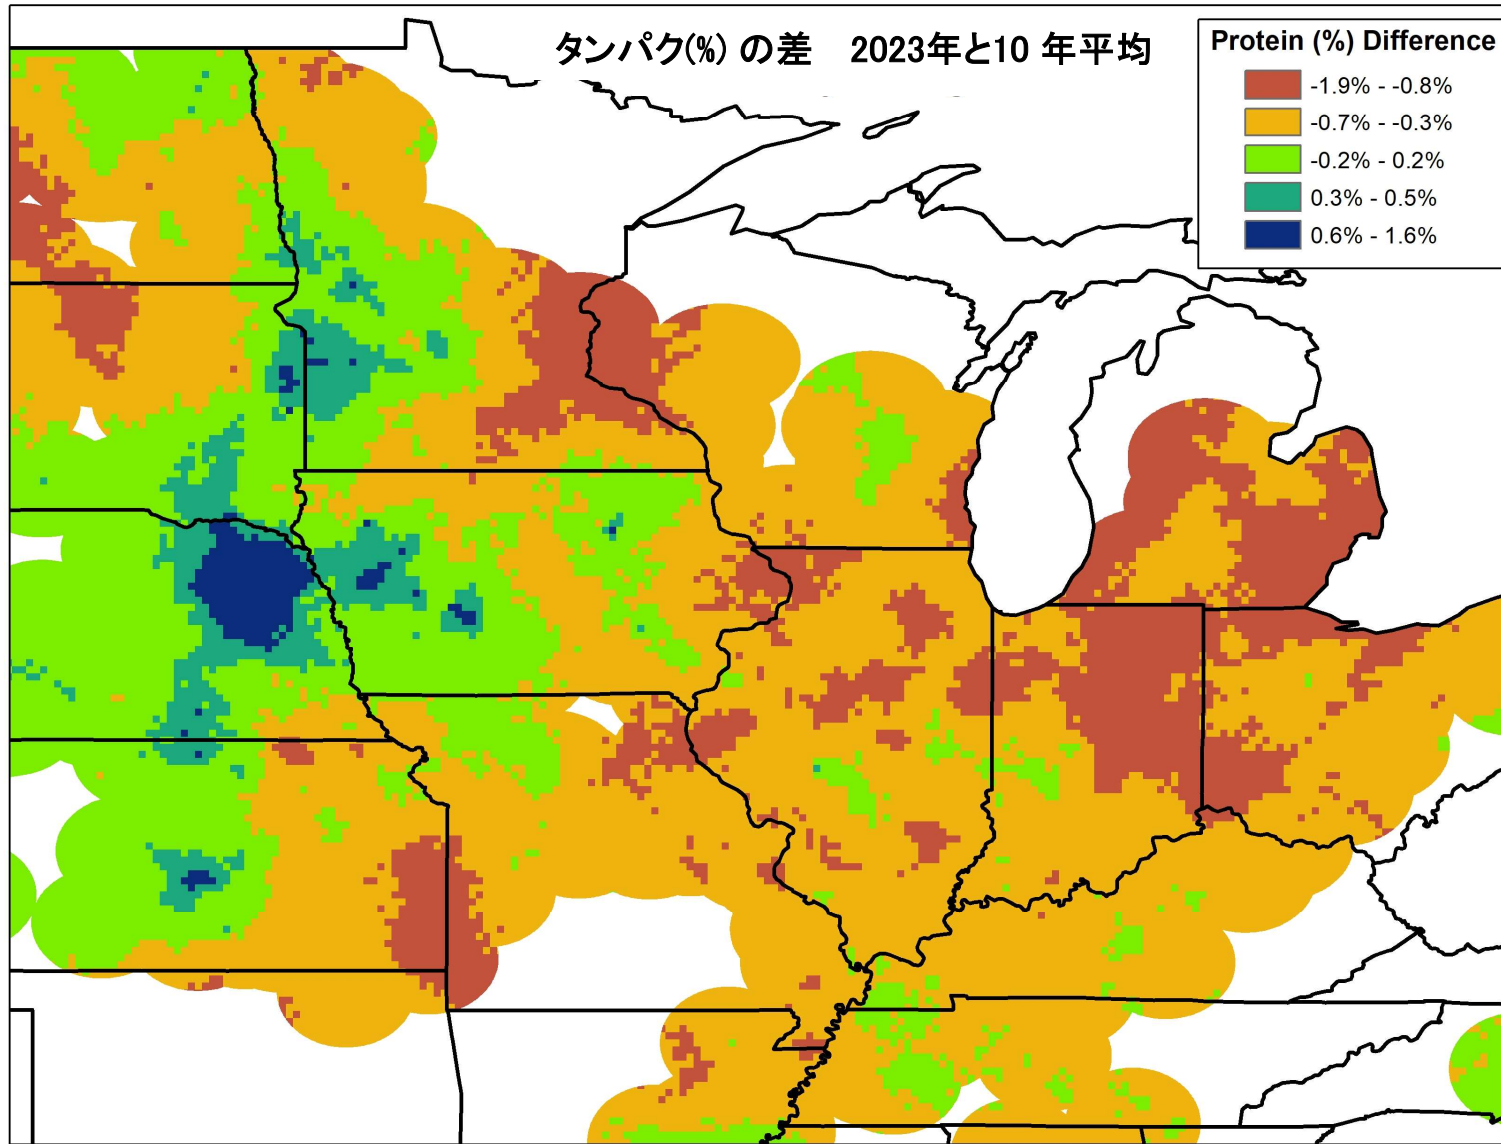 タンパク(%) の差　2023年と10 年平均
Protein (%) Difference
-1.9% - -0.8%
-0.7% - -0.3%
-0.2% - 0.2%
0.3% - 0.5%
0.6% - 1.6%